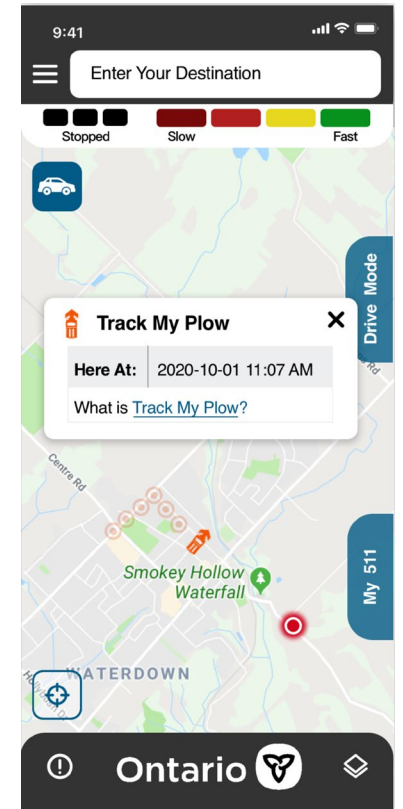 9:41
Enter Your Destination
Stopped
Slow
Fast
Drive Mode
Track My Plow
Here At: 2020-10-01 11:07 AM
What is Track My Plow?
Centre Rd
Rd
Smokey Hollow
Waterfall
My 511
WATERDOWN
Ontario